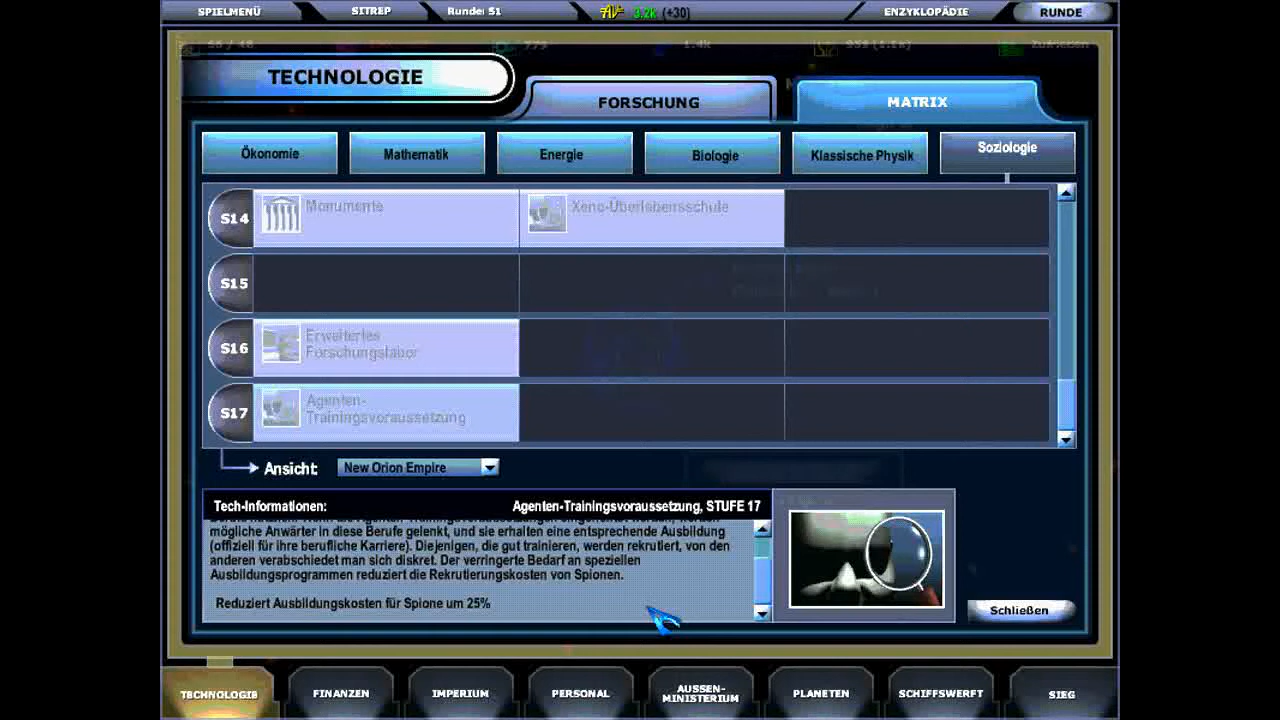 SPIELMENÜ
SITREP
Runde: 51
3.2k (+30)
ENZYKLOPÄDIE
RUNDE
TECHNOLOGIE
FORSCHUNG
MATRIX
Ökonomie
Mathematik
Energie
Biologie
Klassische Physik
Soziologie
S14
Monumente
Xeno-Überlebensschule
S15
S16
Erweitertes
Forschungslabor
S17
Agenten-
Trainingsvoraussetzung
Ansicht:
New Orion Empire
Tech-Informationen:
Agenten-Trainingsvoraussetzung, STUFE 17
mögliche Anwärter in diese Berufe gelenkt, und sie erhalten eine entsprechende Ausbildung
(offiziell für ihre berufliche Karriere). Diejenigen, die gut trainieren, werden rekrutiert, von den
anderen verabschiedet man sich diskret. Der verringerte Bedarf an speziellen
Ausbildungsprogrammen reduziert die Rekrutierungskosten von Spionen.
Reduziert Ausbildungskosten für Spione um 25%
Schließen
TECHNOLOGIE
FINANZEN
IMPERIUM
PERSONAL
AUSSEN-
MINISTERIUM
PLANETEN
SCHIFFSWERFT
SIEG